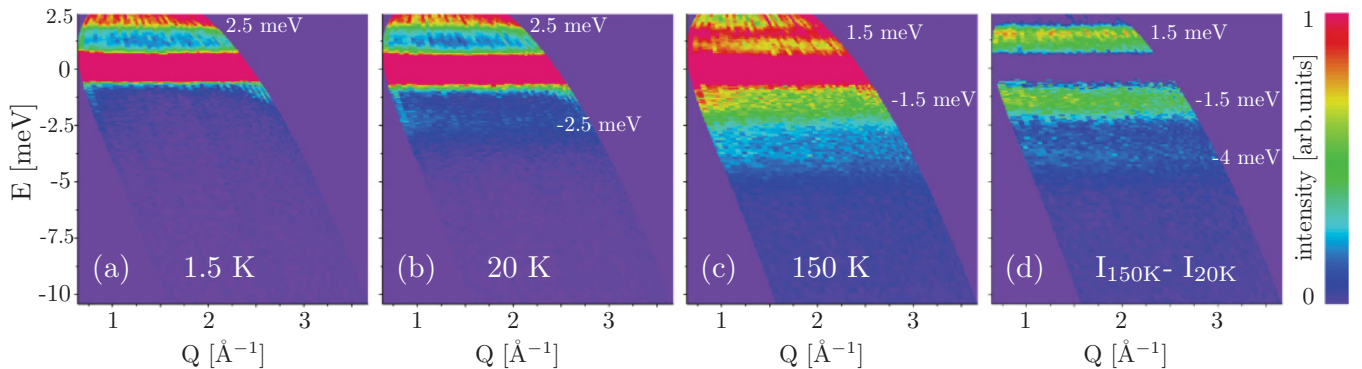 E [meV]
2.5
0
-2.5
-5
-7.5
-10
2.5 meV
(a) 1.5 K
1 2 3
Q [Å⁻¹]
2.5 meV
-2.5 meV
(b) 20 K
1 2 3
Q [Å⁻¹]
1.5 meV
-1.5 meV
(c) 150 K
1 2 3
Q [Å⁻¹]
1.5 meV
-1.5 meV
-4 meV
(d) I150K- I20K
1 2 3
Q [Å⁻¹]
1
0
intensity [arb.units]